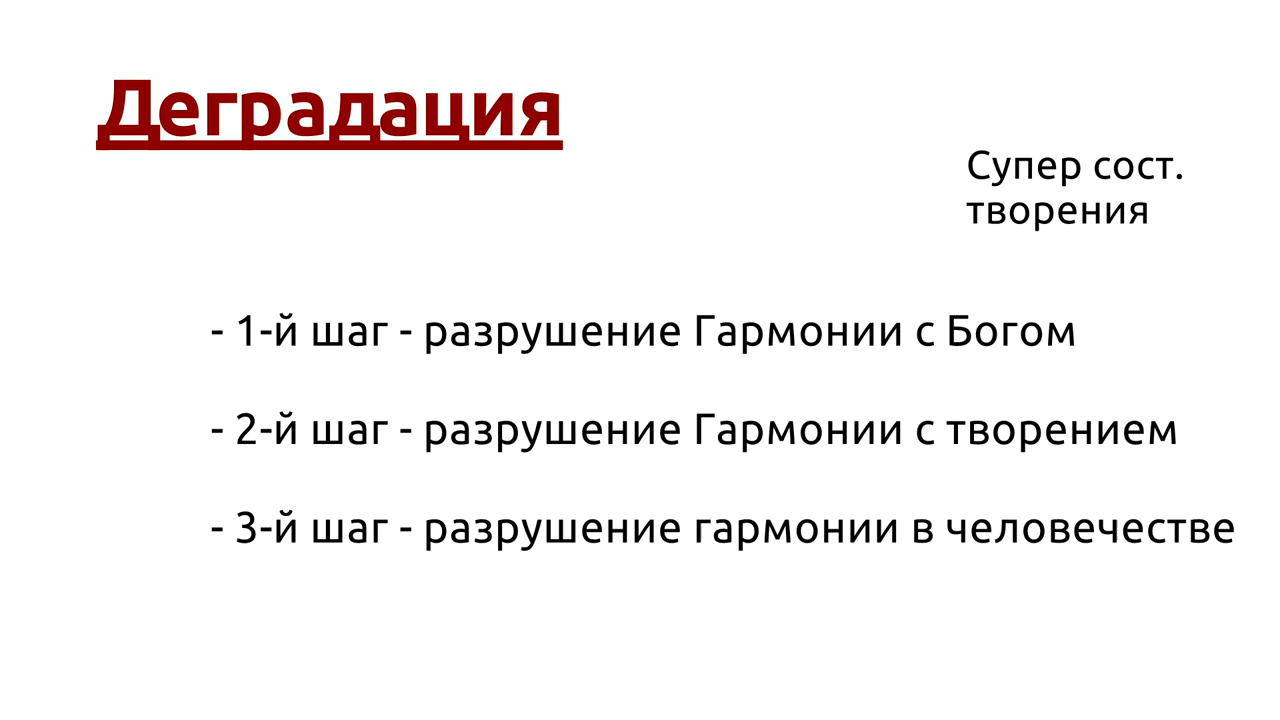 Деградация
Супер сост.
творения
- 1-й шаг - разрушение Гармонии с Богом
- 2-й шаг - разрушение Гармонии с творением
- 3-й шаг - разрушение гармонии в человечестве